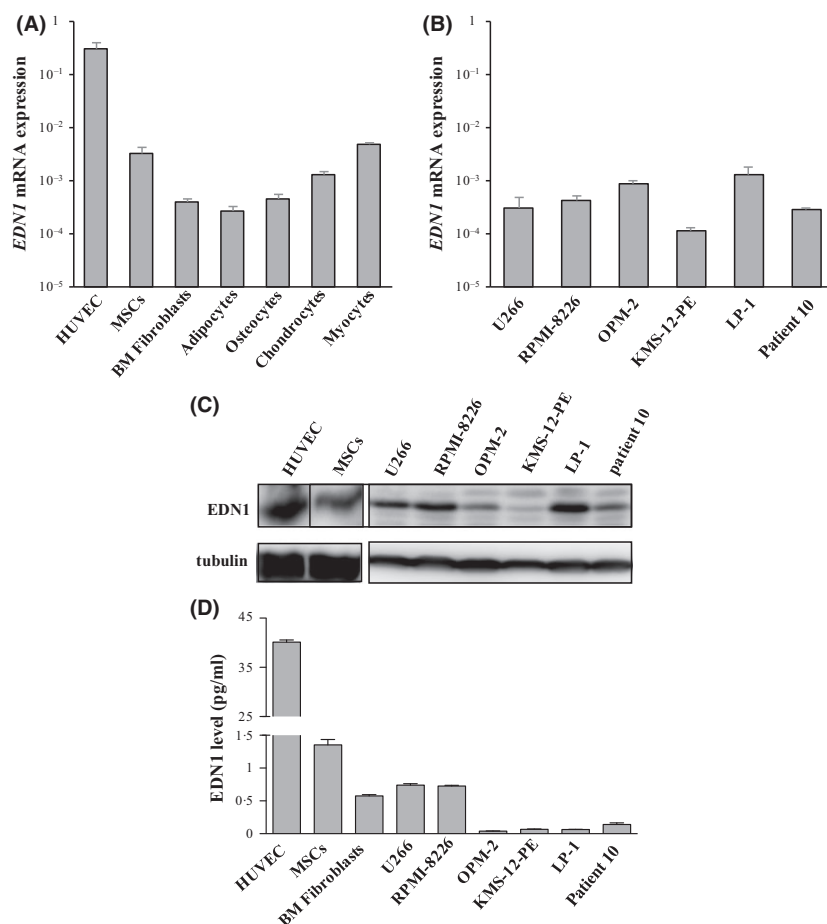 (A)
1
10⁻¹
10⁻²
10⁻³
10⁻⁴
10⁻⁵
EDN1 mRNA expression
HUVEC
MSCs
BM Fibroblasts
Adipocytes
Osteocytes
Chondrocytes
Myocytes
(B)
1
10⁻¹
10⁻²
10⁻³
10⁻⁴
10⁻⁵
EDN1 mRNA expression
U266
RPMI-8226
OPM-2
KMS-12-PE
LP-1
Patient 10
(C)
HUVEC
MSCs
U266
RPMI-8226
OPM-2
KMS-12-PE
LP-1
patient 10
EDN1
tubulin
(D)
45
35
25
1·5
1
0·5
0
EDN1 level (pg/ml)
HUVEC
MSCs
BM Fibroblasts
U266
RPMI-8226
OPM-2
KMS-12-PE
LP-1
Patient 10